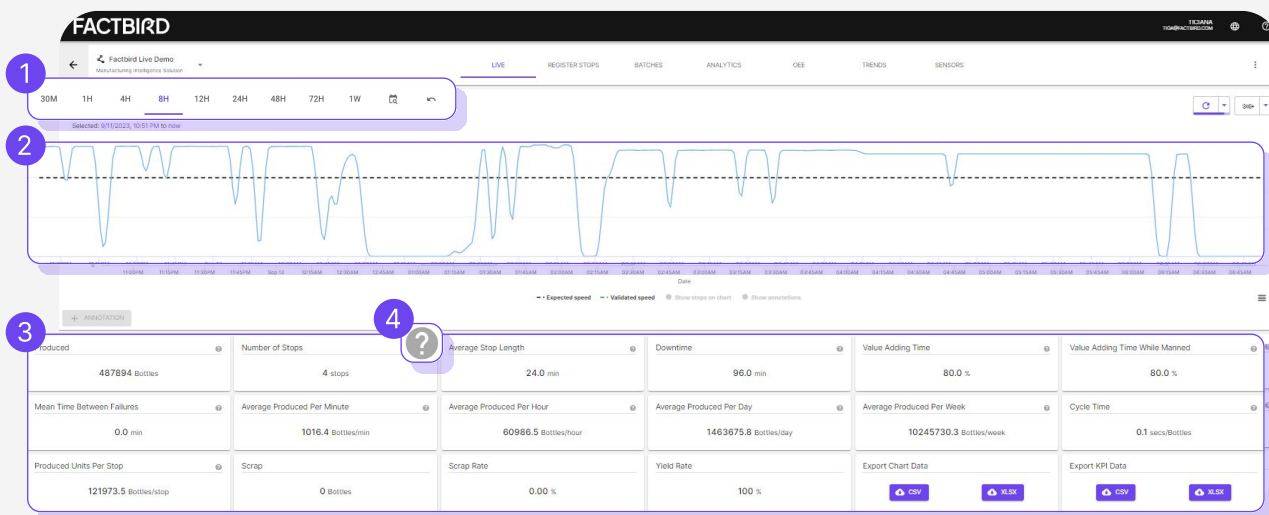 FACTBIRD
TICJANA
TIGA@FACTBIRD.COM
1
Factbird Live Demo
Manufacturing Intelligence Solution
LIVE REGISTER STOPS BATCHES ANALYTICS OEE TRENDS SENSORS
30M 1H 4H 8H 12H 24H 48H 72H 1W
Selected: 9/11/2023, 10:51 PM to now
2
11:00PM 11:15PM 11:30PM 11:45PM Sep 12 12:15AM 12:30AM 12:45AM 01:00AM 01:15AM 01:30AM 01:45AM 02:00AM 02:15AM 02:30AM 02:45AM 03:00AM 03:15AM 03:30AM 03:45AM 04:00AM 04:15AM 04:30AM 04:45AM 05:00AM 05:15AM 05:30AM 05:45AM 06:00AM 06:15AM 06:30AM 06:45AM
Date
Expected speed Validated speed Show stops on chart Show annotations
+ ANNOTATION
3
4
?
Produced Number of Stops Average Stop Length Downtime Value Adding Time Value Adding Time While Manned
487894 Bottles 4 stops 24.0 min 96.0 min 80.0 % 80.0 %
Mean Time Between Failures Average Produced Per Minute Average Produced Per Hour Average Produced Per Day Average Produced Per Week Cycle Time
0.0 min 1016.4 Bottles/min 60986.5 Bottles/hour 1463675.8 Bottles/day 10245730.3 Bottles/week 0.1 secs/Bottles
Produced Units Per Stop Scrap Scrap Rate Yield Rate Export Chart Data Export KPI Data
121973.5 Bottles/stop 0 Bottles 0.00 % 100 % CSV XLSX CSV XLSX